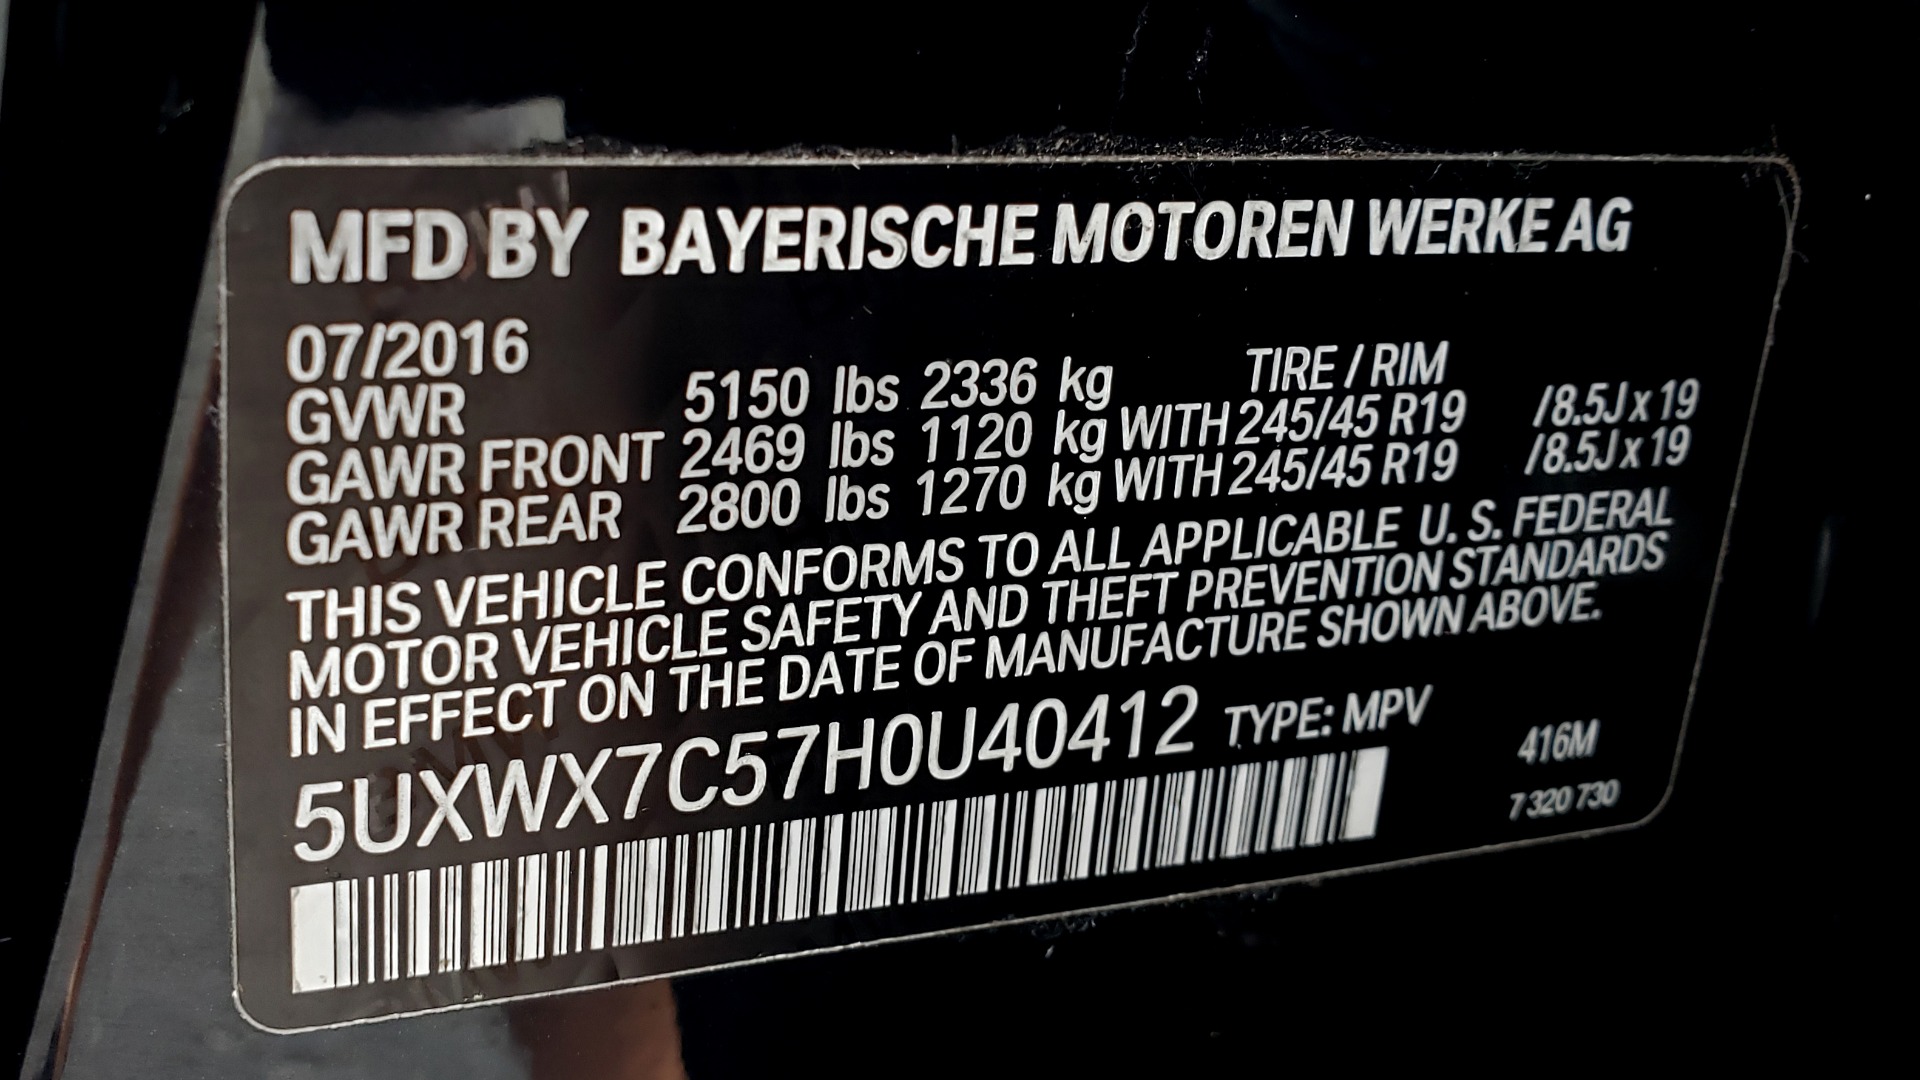 MFD BY BAYERISCHE MOTOREN WERKE AG
07/2016
TIRE / RIM
GVWR 5150 lbs 2336 kg
GAWR FRONT 2469 lbs 1120 kg WITH 245/45 R19 /8.5J x 19
GAWR REAR 2800 lbs 1270 kg WITH 245/45 R19 /8.5J x 19
THIS VEHICLE CONFORMS TO ALL APPLICABLE U. S. FEDERAL
MOTOR VEHICLE SAFETY AND THEFT PREVENTION STANDARDS
IN EFFECT ON THE DATE OF MANUFACTURE SHOWN ABOVE.
5UXWX7C57H0U40412 TYPE: MPV
416M
7 320 730